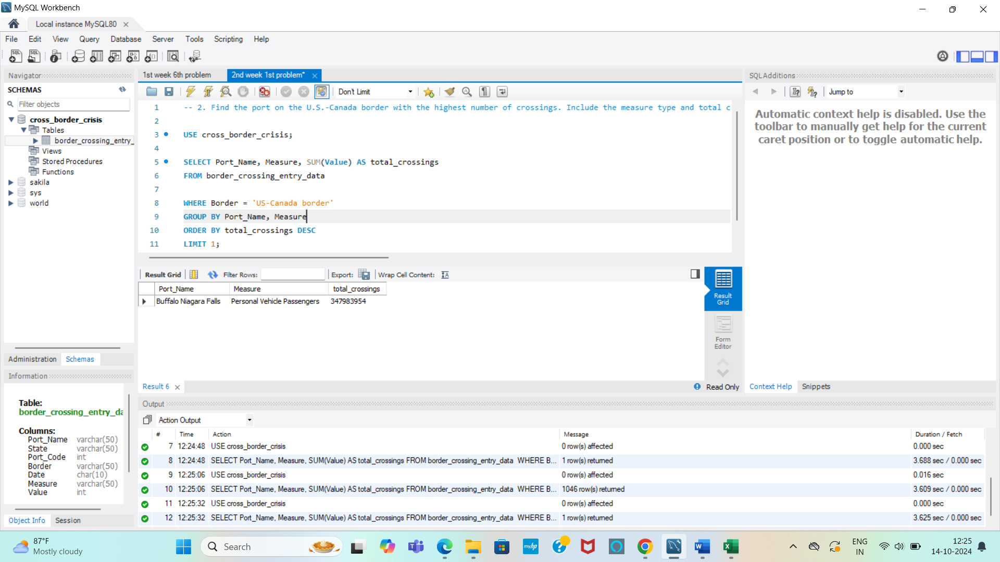 MySQL Workbench
Local instance MySQL80
File Edit View Query Database Server Tools Scripting Help
Navigator
SCHEMAS
Filter objects
cross_border_crisis
Tables
border_crossing_entry_
Views
Stored Procedures
Functions
sakila
sys
world
Administration Schemas
Information
Table:
border_crossing_entry_da
Columns:
Port_Name varchar(50)
State varchar(50)
Port_Code int
Border varchar(50)
Date char(10)
Measure varchar(50)
Value int
Object Info Session
1st week 6th problem 2nd week 1st problem*
Don't Limit
1 -- 2. Find the port on the U.S.-Canada border with the highest number of crossings. Include the measure type and total c
2
3 USE cross_border_crisis;
4
5 SELECT Port_Name, Measure, SUM(Value) AS total_crossings
6 FROM border_crossing_entry_data
7
8 WHERE Border = 'US-Canada border'
9 GROUP BY Port_Name, Measure
10 ORDER BY total_crossings DESC
11 LIMIT 1;
Result Grid Filter Rows: Export: Wrap Cell Content:
Port_Name Measure total_crossings
Buffalo Niagara Falls Personal Vehicle Passengers 347983954
Result Grid
Form Editor
Result 6
Read Only
SQLAdditions
Jump to
Automatic context help is disabled. Use the
toolbar to manually get help for the current
caret position or to toggle automatic help.
Context Help Snippets
Output
Action Output
# Time Action Message Duration / Fetch
7 12:24:48 USE cross_border_crisis 0 row(s) affected 0.000 sec
8 12:24:48 SELECT Port_Name, Measure, SUM(Value) AS total_crossings FROM border_crossing_entry_data WHERE B... 1 row(s) returned 3.688 sec / 0.000 sec
9 12:25:06 USE cross_border_crisis 0 row(s) affected 0.016 sec
10 12:25:06 SELECT Port_Name, Measure, SUM(Value) AS total_crossings FROM border_crossing_entry_data WHERE B... 1046 row(s) returned 3.609 sec / 0.000 sec
11 12:25:32 USE cross_border_crisis 0 row(s) affected 0.000 sec
12 12:25:32 SELECT Port_Name, Measure, SUM(Value) AS total_crossings FROM border_crossing_entry_data WHERE B... 1 row(s) returned 3.625 sec / 0.000 sec
87°F
Mostly cloudy
Search
myhp
ENG
IN
12:25
14-10-2024